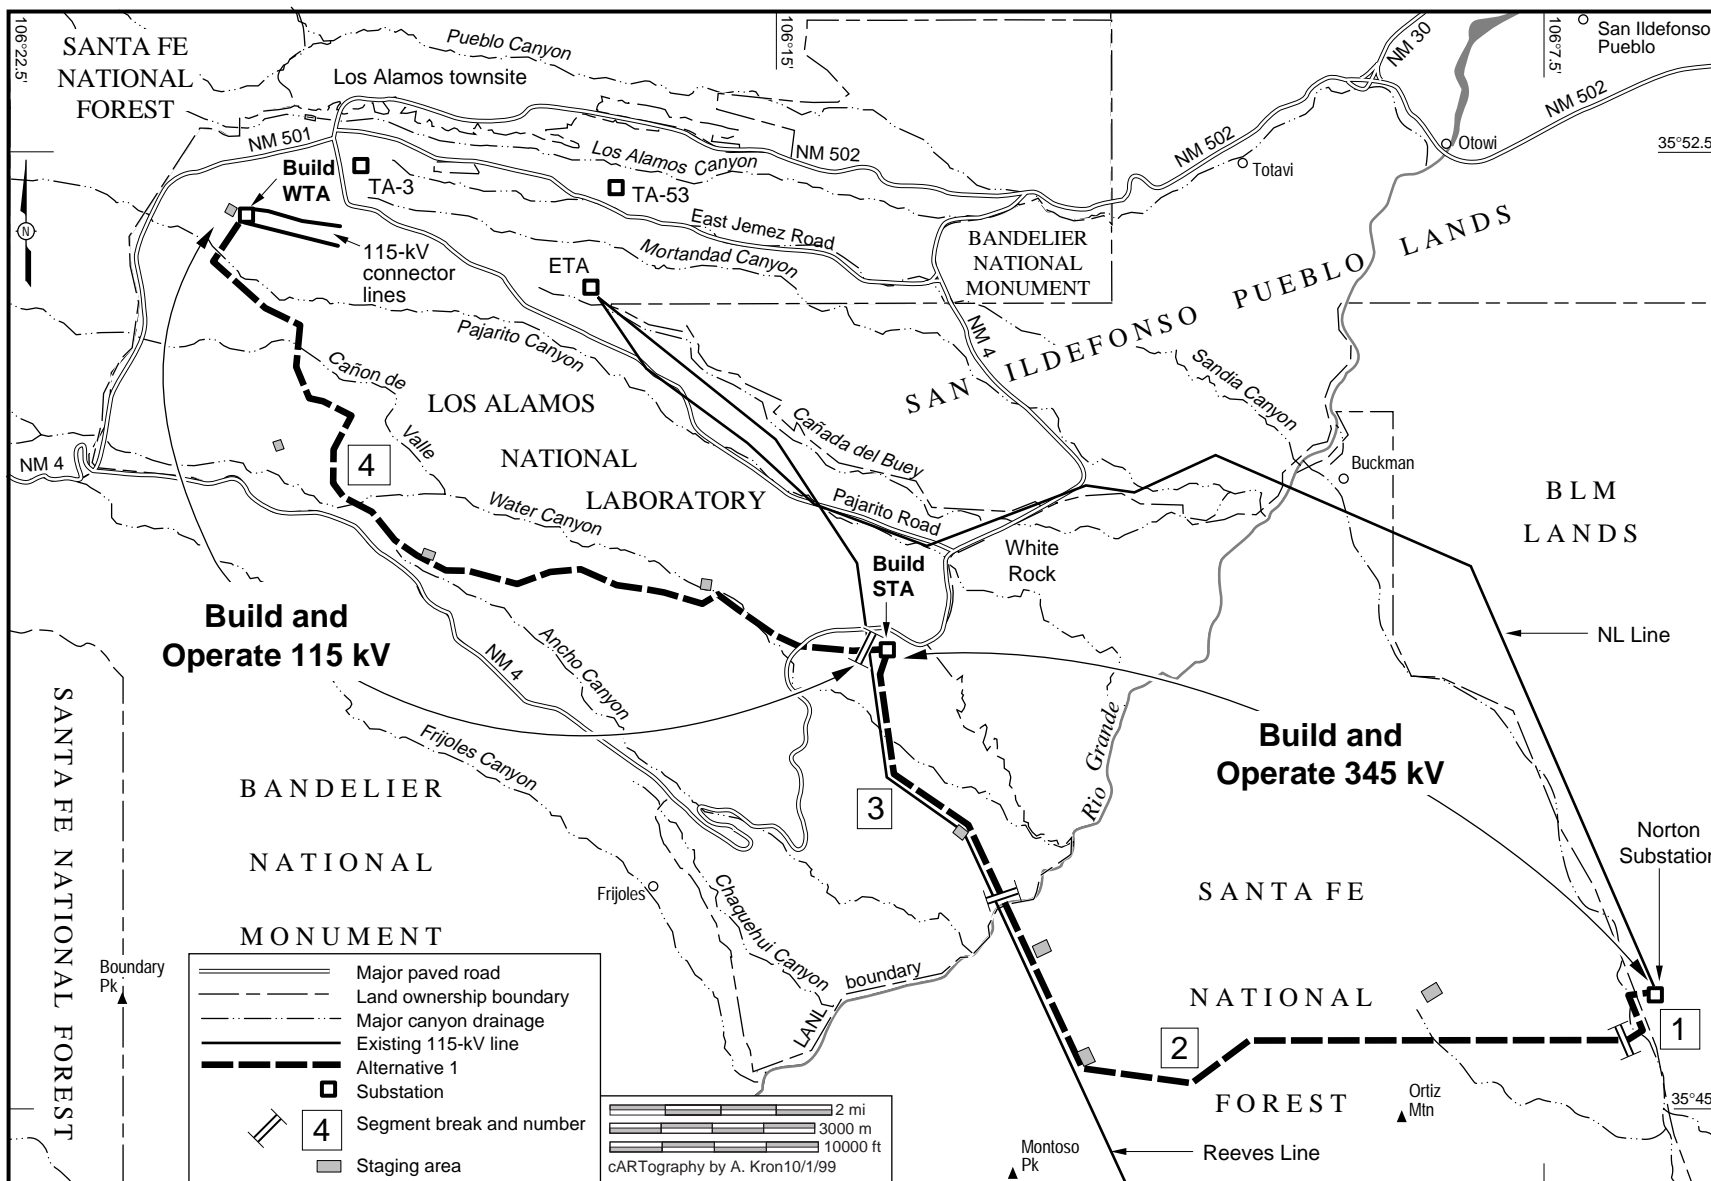 106°22.5'
106°15'
106°7.5'
SANTA FE
NATIONAL
FOREST
Pueblo Canyon
Los Alamos townsite
NM 30
San Ildefonso
Pueblo
NM 502
NM 501
Los Alamos Canyon
NM 502
NM 502
Otowi
35°52.5
Totavi
Build
WTA
TA-3
TA-53
East Jemez Road
Mortandad Canyon
BANDELIER
NATIONAL
MONUMENT
N
115-kV
connector
lines
ETA
SAN ILDEFONSO PUEBLO LANDS
Pajarito Canyon
NM 4
Sandia Canyon
Cañon de
Valle
LOS ALAMOS
NATIONAL
LABORATORY
Cañada del Buey
NM 4
4
Buckman
BLM
LANDS
Water Canyon
Pajarito Road
White
Rock
Build
STA
Build and
Operate 115 kV
Ancho Canyon
NM 4
NL Line
SANTA FE NATIONAL FOREST
Frijoles Canyon
Rio Grande
Build and
Operate 345 kV
BANDELIER
NATIONAL
MONUMENT
3
Norton
Substation
Frijoles
Chaquehui Canyon
SANTA FE
NATIONAL
FOREST
Boundary
Pk
LANL boundary
1
2
Ortiz
Mtn
35°45
Montoso
Pk
Reeves Line
Major paved road
Land ownership boundary
Major canyon drainage
Existing 115-kV line
Alternative 1
Substation
4 Segment break and number
Staging area
2 mi
3000 m
10000 ft
cARTography by A. Kron10/1/99